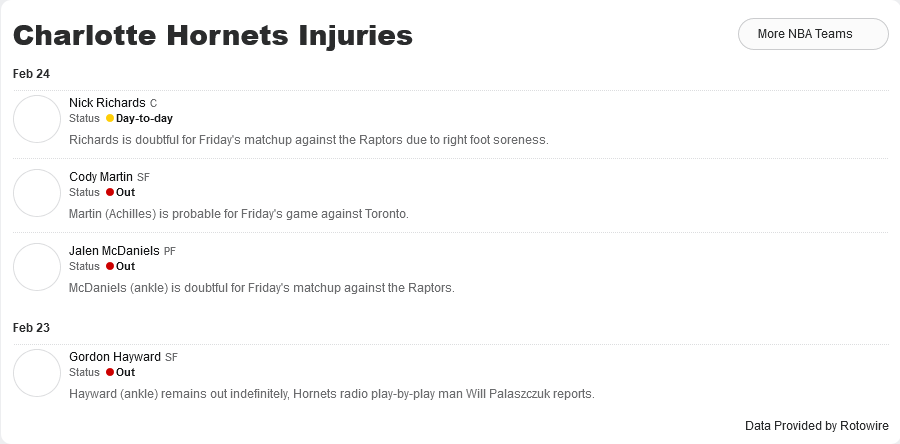 Charlotte Hornets Injuries
More NBA Teams
Feb 24
Nick Richards C
Status Day-to-day
Richards is doubtful for Friday's matchup against the Raptors due to right foot soreness.
Cody Martin SF
Status Out
Martin (Achilles) is probable for Friday's game against Toronto.
Jalen McDaniels PF
Status Out
McDaniels (ankle) is doubtful for Friday's matchup against the Raptors.
Feb 23
Gordon Hayward SF
Status Out
Hayward (ankle) remains out indefinitely, Hornets radio play-by-play man Will Palaszczuk reports.
Data Provided by Rotowire